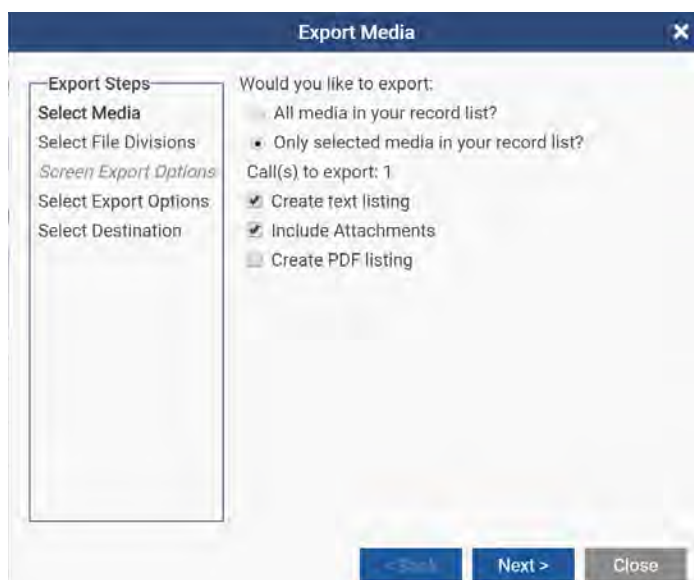 Export Media
Export Steps
Select Media
Select File Divisions
Screen Export Options
Select Export Options
Select Destination
Would you like to export:
All media in your record list?
Only selected media in your record list?
Call(s) to export: 1
Create text listing
Include Attachments
Create PDF listing
< Back
Next >
Close